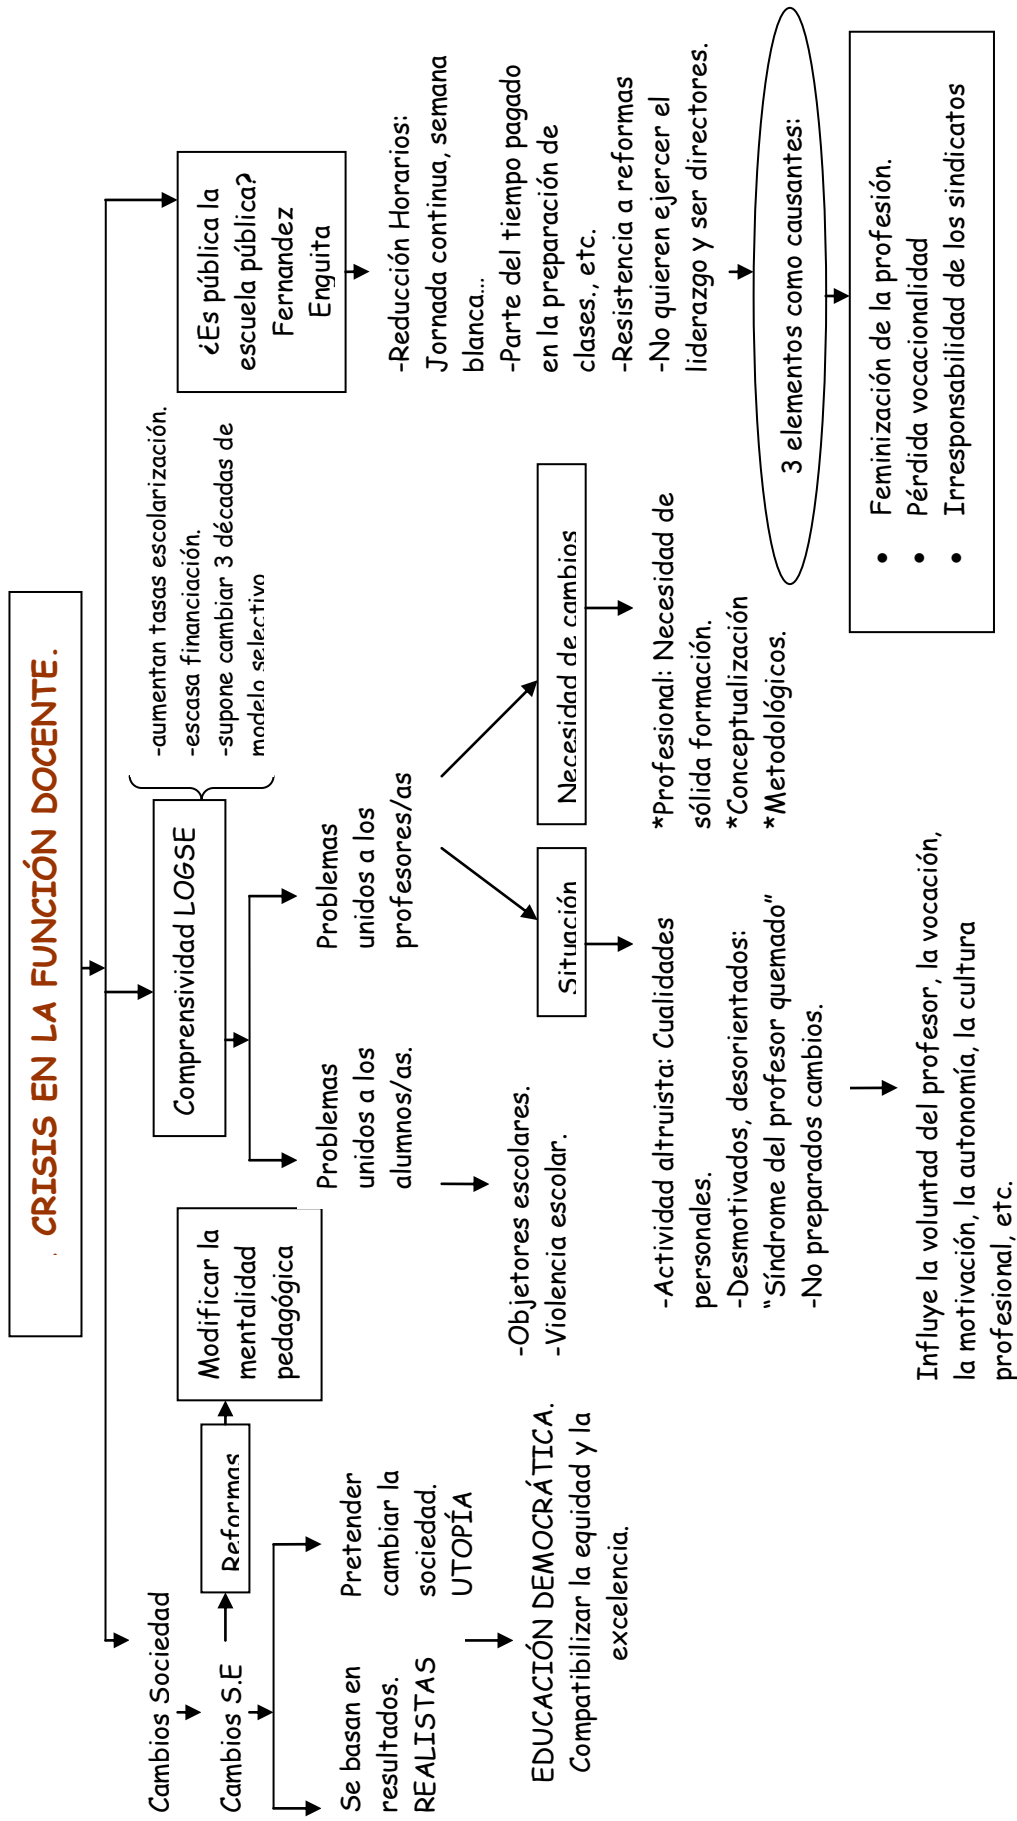 CRISIS EN LA FUNCIÓN DOCENTE.
Cambios Sociedad
Cambios S.E
Reformas
Modificar la
mentalidad
pedagógica
Se basan en
resultados.
REALISTAS
Pretender
cambiar la
sociedad.
UTOPÍA
EDUCACIÓN DEMOCRÁTICA.
Compatibilizar la equidad y la
excelencia.
Comprensividad LOGSE
-aumentan tasas escolarización.
-escasa financiación.
-supone cambiar 3 décadas de
modelo selectivo
Problemas
unidos a los
alumnos/as.
-Objetores escolares.
-Violencia escolar.
Problemas
unidos a los
profesores/as
Situación
-Actividad altruista: Cualidades
personales.
-Desmotivados, desorientados:
“Síndrome del profesor quemado”
-No preparados cambios.
Influye la voluntad del profesor, la vocación,
la motivación, la autonomía, la cultura
profesional, etc.
Necesidad de cambios
*Profesional: Necesidad de
sólida formación.
*Conceptualización
*Metodológicos.
¿Es pública la
escuela pública?
Fernandez
Enguita
-Reducción Horarios:
Jornada continua, semana
blanca…
-Parte del tiempo pagado
en la preparación de
clases., etc.
-Resistencia a reformas
-No quieren ejercer el
liderazgo y ser directores.
3 elementos como causantes:
• Feminización de la profesión.
• Pérdida vocacionalidad
• Irresponsabilidad de los sindicatos